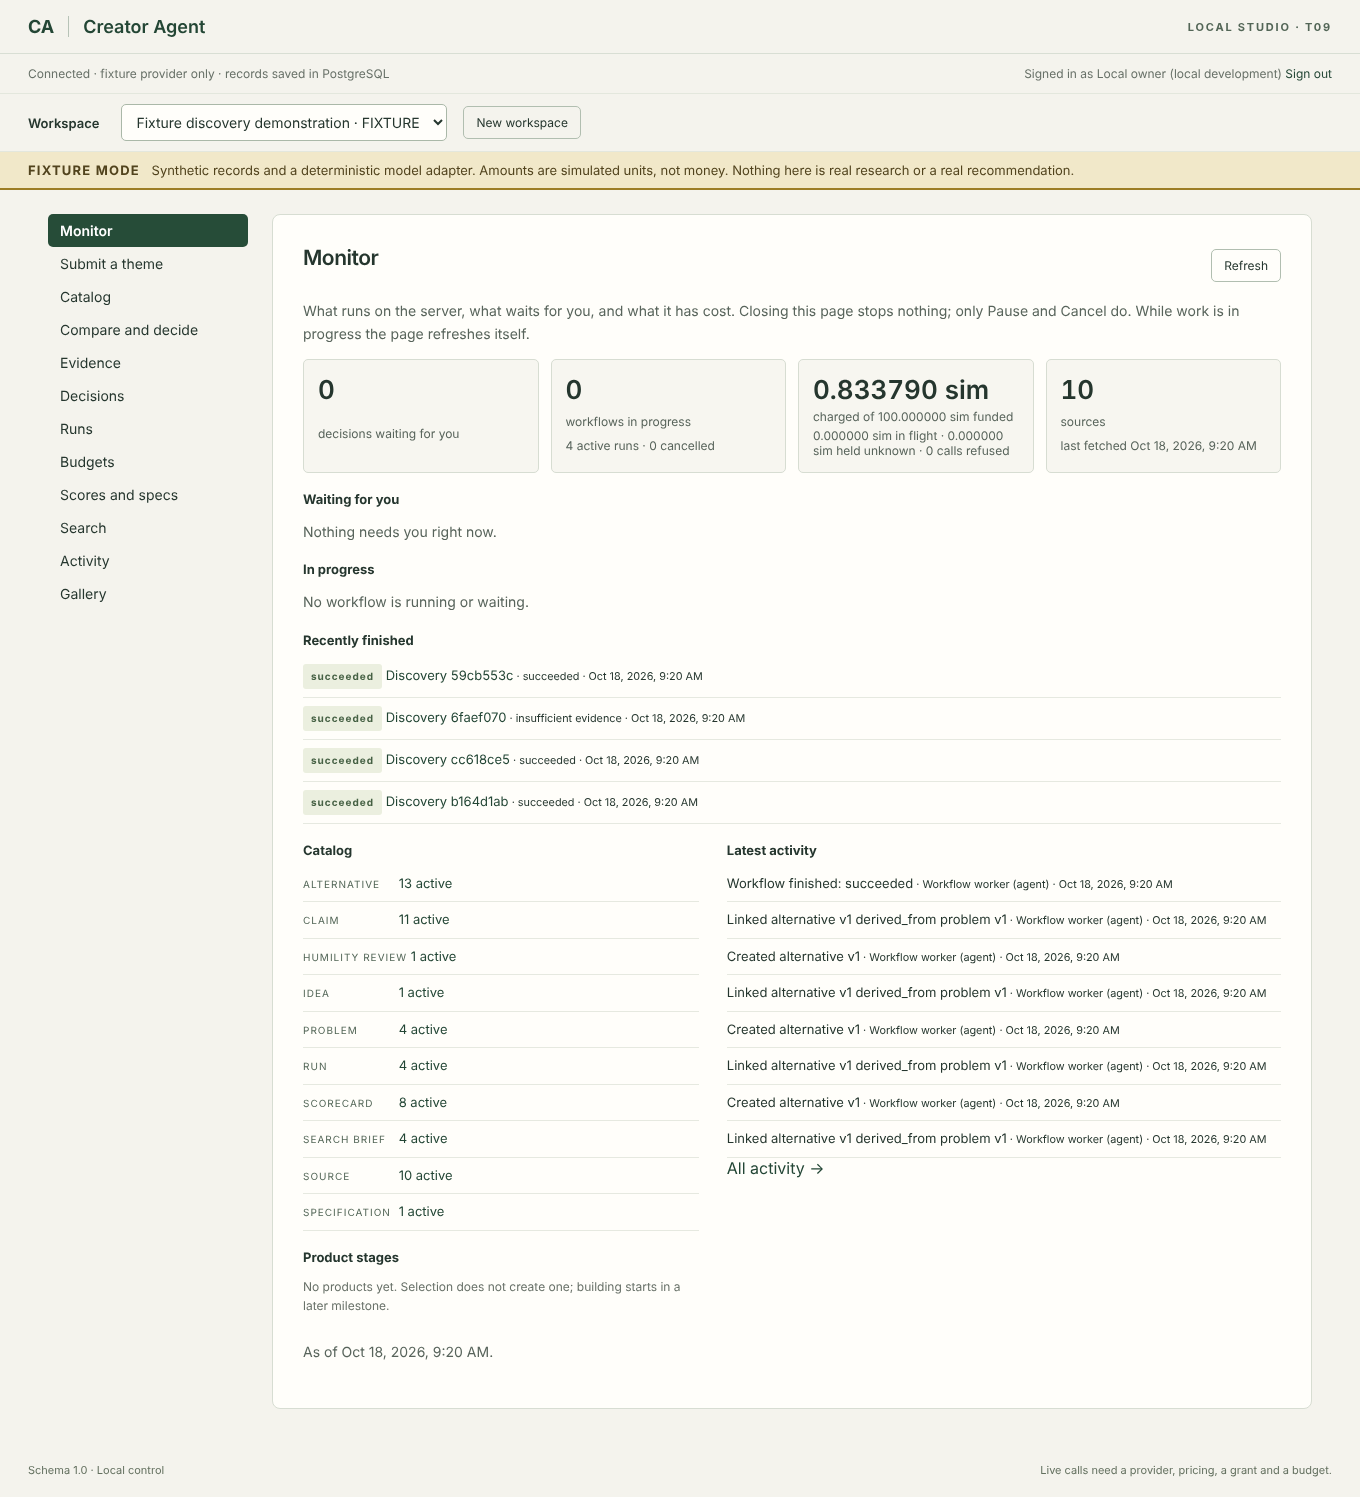 CA Creator Agent
LOCAL STUDIO · T09
Connected · fixture provider only · records saved in PostgreSQL
Signed in as Local owner (local development) Sign out
Workspace
Fixture discovery demonstration · FIXTURE
New workspace
FIXTURE MODE Synthetic records and a deterministic model adapter. Amounts are simulated units, not money. Nothing here is real research or a real recommendation.
Monitor
Submit a theme
Catalog
Compare and decide
Evidence
Decisions
Runs
Budgets
Scores and specs
Search
Activity
Gallery
Monitor
Refresh
What runs on the server, what waits for you, and what it has cost. Closing this page stops nothing; only Pause and Cancel do. While work is in
progress the page refreshes itself.
0
decisions waiting for you
0
workflows in progress
4 active runs · 0 cancelled
0.833790 sim
charged of 100.000000 sim funded
0.000000 sim in flight · 0.000000
sim held unknown · 0 calls refused
10
sources
last fetched Oct 18, 2026, 9:20 AM
Waiting for you
Nothing needs you right now.
In progress
No workflow is running or waiting.
Recently finished
succeeded Discovery 59cb553c · succeeded · Oct 18, 2026, 9:20 AM
succeeded Discovery 6faef070 · insufficient evidence · Oct 18, 2026, 9:20 AM
succeeded Discovery cc618ce5 · succeeded · Oct 18, 2026, 9:20 AM
succeeded Discovery b164d1ab · succeeded · Oct 18, 2026, 9:20 AM
Catalog
ALTERNATIVE 13 active
CLAIM 11 active
HUMILITY REVIEW 1 active
IDEA 1 active
PROBLEM 4 active
RUN 4 active
SCORECARD 8 active
SEARCH BRIEF 4 active
SOURCE 10 active
SPECIFICATION 1 active
Product stages
No products yet. Selection does not create one; building starts in a
later milestone.
Latest activity
Workflow finished: succeeded · Workflow worker (agent) · Oct 18, 2026, 9:20 AM
Linked alternative v1 derived_from problem v1 · Workflow worker (agent) · Oct 18, 2026, 9:20 AM
Created alternative v1 · Workflow worker (agent) · Oct 18, 2026, 9:20 AM
Linked alternative v1 derived_from problem v1 · Workflow worker (agent) · Oct 18, 2026, 9:20 AM
Created alternative v1 · Workflow worker (agent) · Oct 18, 2026, 9:20 AM
Linked alternative v1 derived_from problem v1 · Workflow worker (agent) · Oct 18, 2026, 9:20 AM
Created alternative v1 · Workflow worker (agent) · Oct 18, 2026, 9:20 AM
Linked alternative v1 derived_from problem v1 · Workflow worker (agent) · Oct 18, 2026, 9:20 AM
All activity →
As of Oct 18, 2026, 9:20 AM.
Schema 1.0 · Local control
Live calls need a provider, pricing, a grant and a budget.